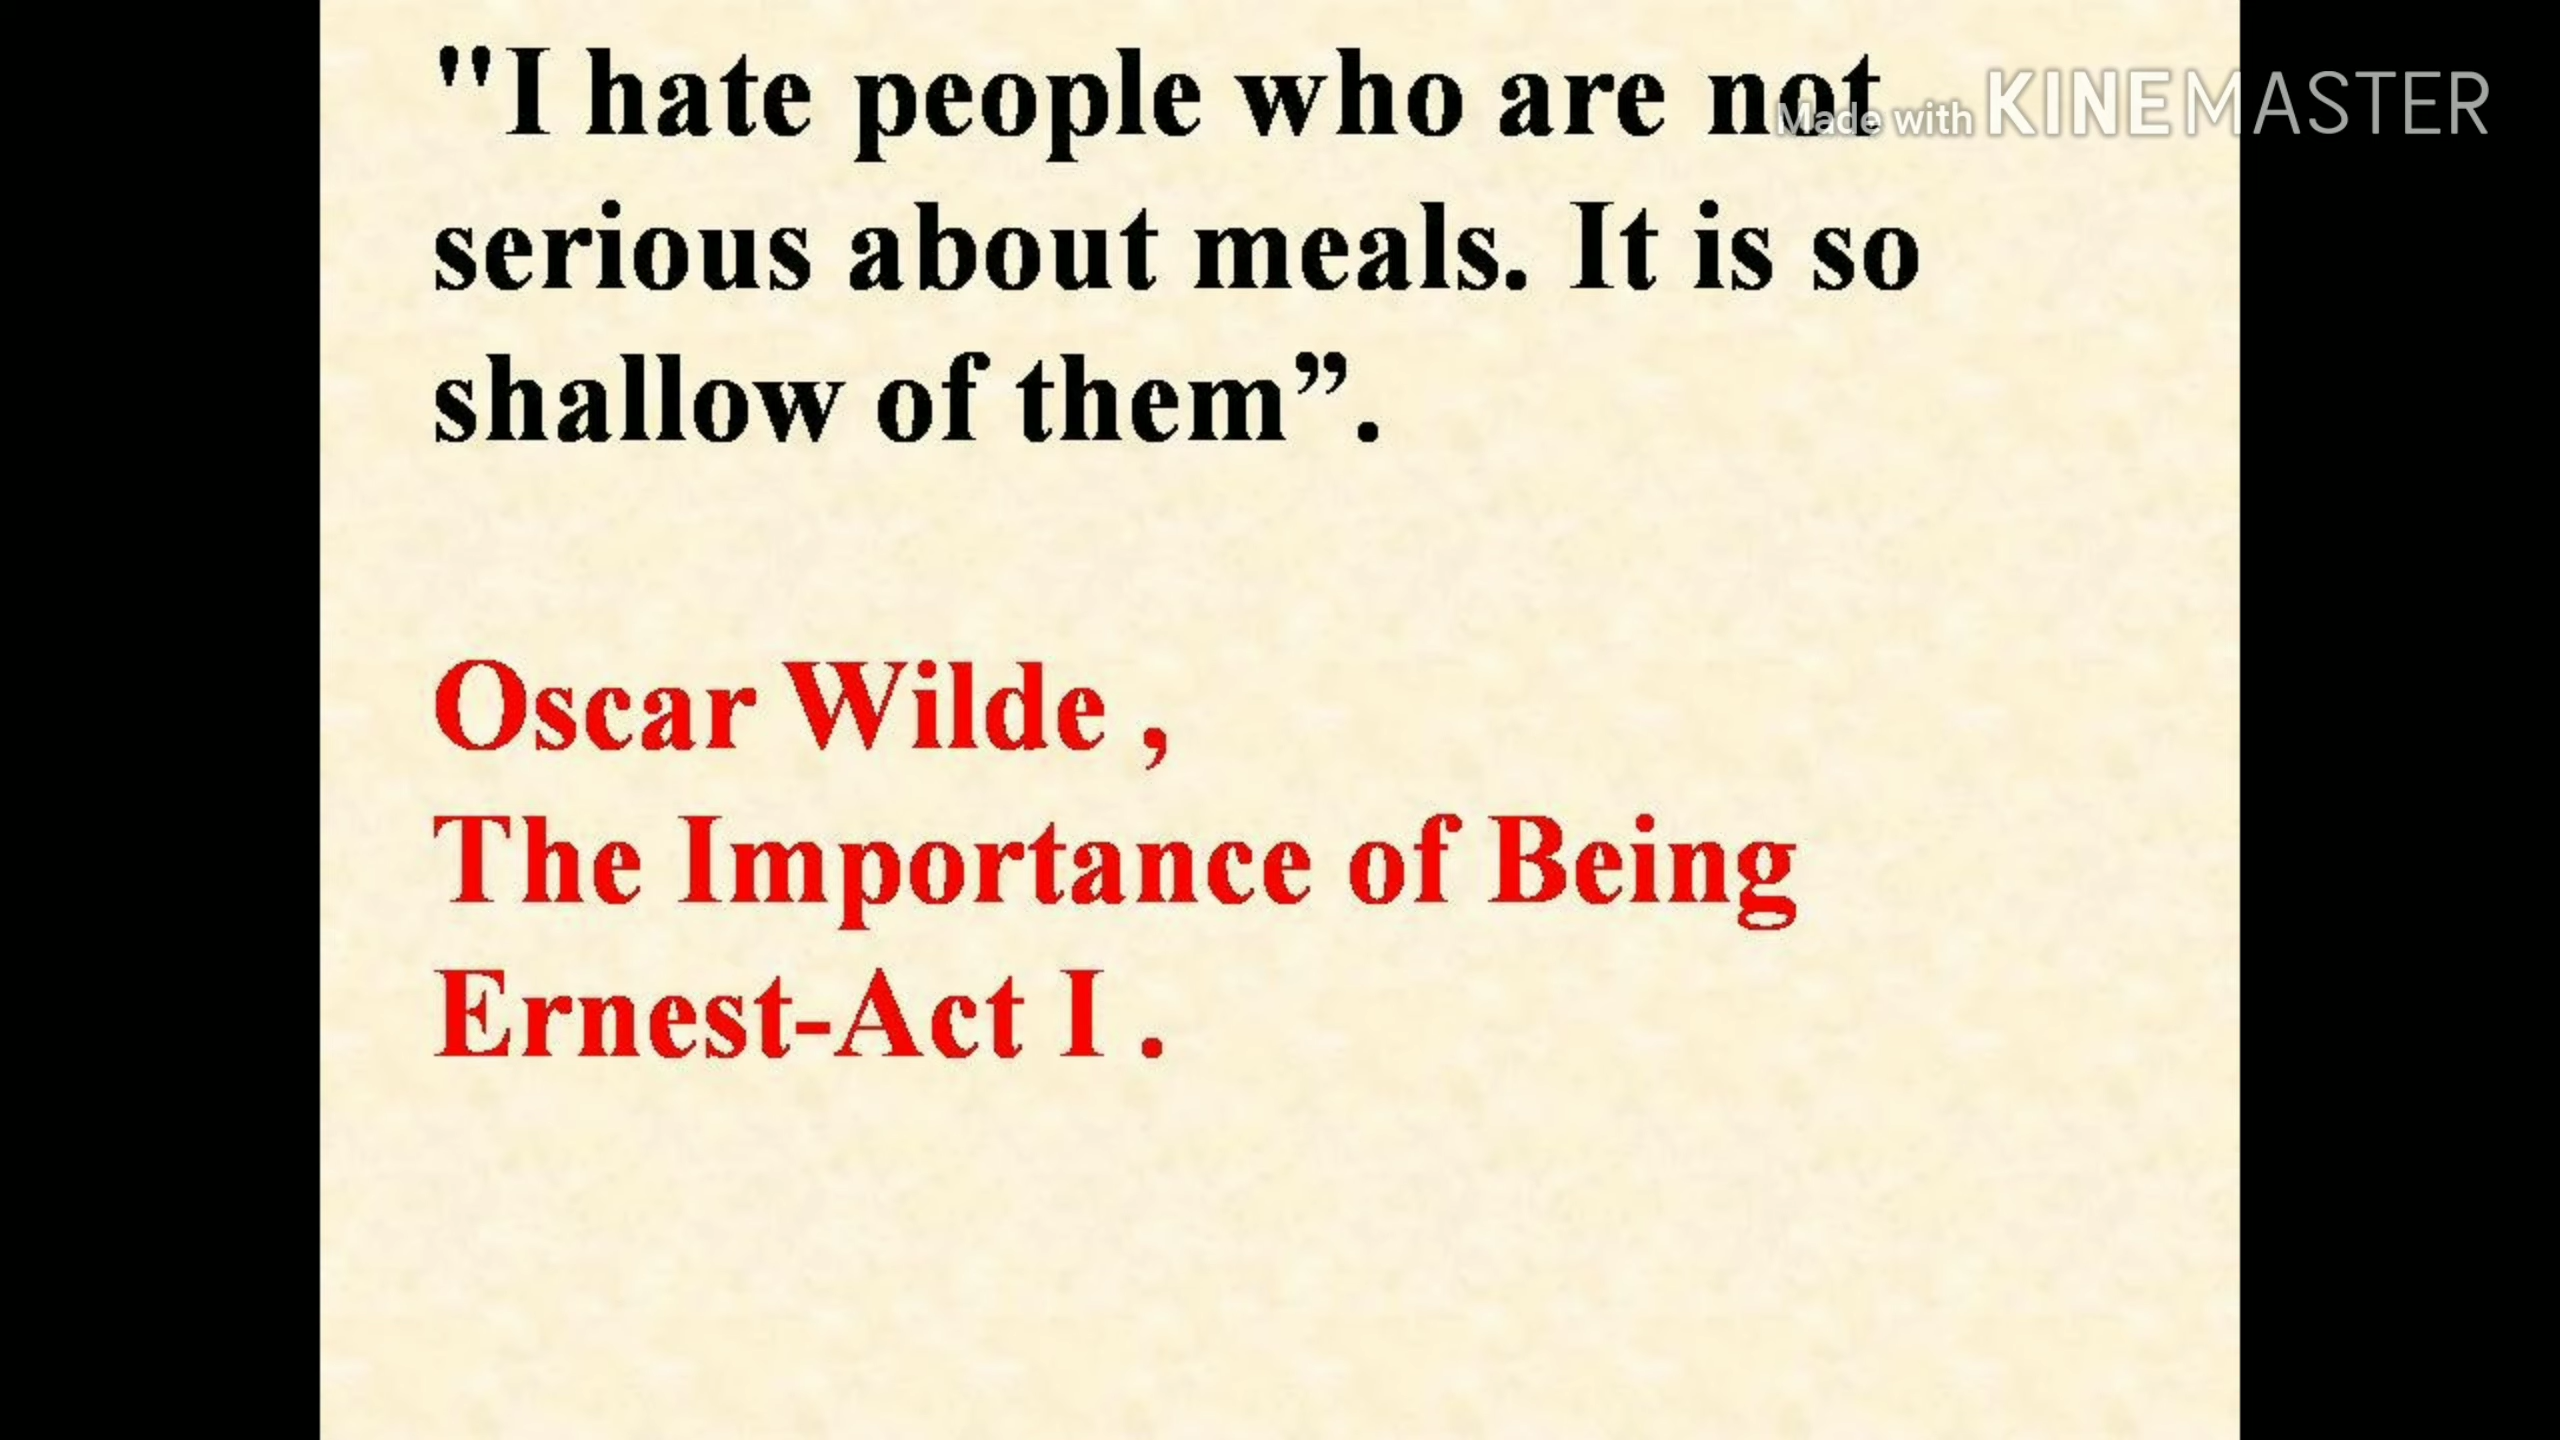 "I hate people who are not
serious about meals. It is so
shallow of them”.
Oscar Wilde ,
The Importance of Being
Ernest-Act I .
Made with KINEMASTER